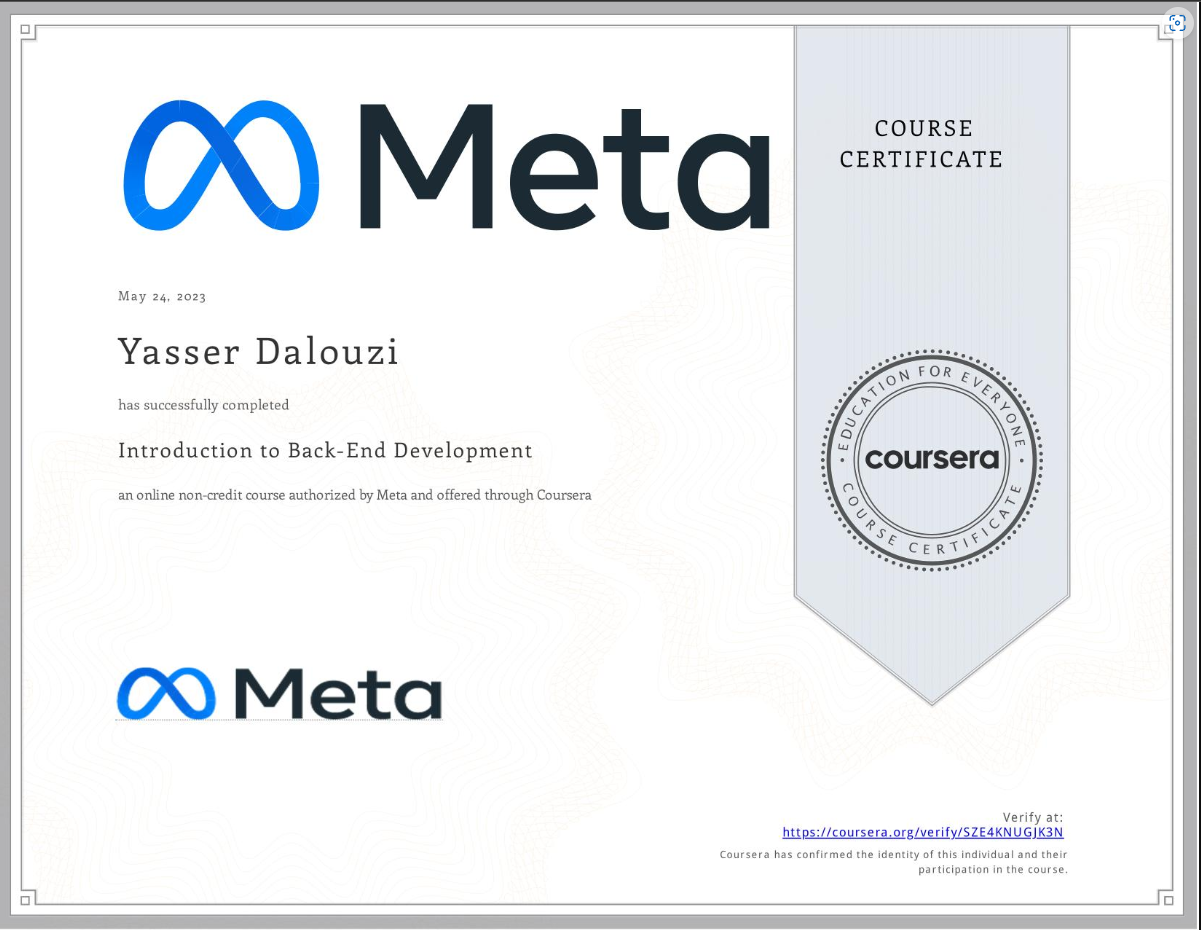 Meta
COURSE
CERTIFICATE
May 24, 2023
Yasser Dalouzi
has successfully completed
Introduction to Back-End Development
an online non-credit course authorized by Meta and offered through Coursera
EDUCATION FOR EVERYONE
coursera
COURSE CERTIFICATE
Meta
Verify at:
https://coursera.org/verify/SZE4KNUGJK3N
Coursera has confirmed the identity of this individual and their
participation in the course.